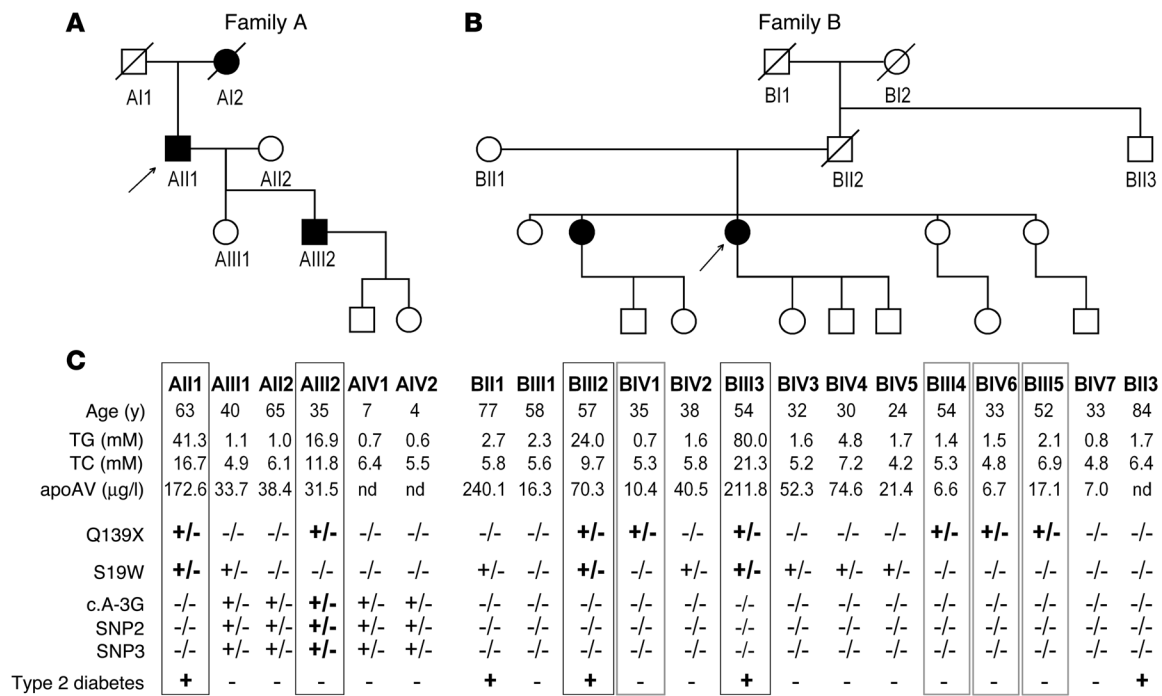 A Family A
B Family B
AI1 AI2
BI1 BI2
AII1 AII2
BII1 BII2 BII3
AIII1 AIII2
C
AII1 AIII1 AII2 AIII2 AIV1 AIV2 BII1 BIII1 BIII2 BIV1 BIV2 BIII3 BIV3 BIV4 BIV5 BIII4 BIV6 BIII5 BIV7 BII3
Age (y) 63 40 65 35 7 4 77 58 57 35 38 54 32 30 24 54 33 52 33 84
TG (mM) 41.3 1.1 1.0 16.9 0.7 0.6 2.7 2.3 24.0 0.7 1.6 80.0 1.6 4.8 1.7 1.4 1.5 2.1 0.8 1.7
TC (mM) 16.7 4.9 6.1 11.8 6.4 5.5 5.8 5.6 9.7 5.3 5.8 21.3 5.2 7.2 4.2 5.3 4.8 6.9 4.8 6.4
apoAV (µg/l) 172.6 33.7 38.4 31.5 nd nd 240.1 16.3 70.3 10.4 40.5 211.8 52.3 74.6 21.4 6.6 6.7 17.1 7.0 nd
Q139X +/- -/- -/- +/- -/- -/- -/- -/- +/- +/- -/- +/- -/- -/- -/- +/- +/- +/- -/- -/-
S19W +/- +/- -/- -/- -/- -/- +/- -/- +/- -/- +/- +/- +/- +/- +/- -/- -/- -/- -/- -/-
c.A-3G -/- +/- +/- +/- +/- +/- -/- -/- -/- -/- -/- -/- -/- -/- -/- -/- -/- -/- -/- -/-
SNP2 -/- +/- +/- +/- +/- +/- -/- -/- -/- -/- -/- -/- -/- -/- -/- -/- -/- -/- -/- -/-
SNP3 -/- +/- +/- +/- +/- +/- -/- -/- -/- -/- -/- -/- -/- -/- -/- -/- -/- -/- -/- -/-
Type 2 diabetes + - - - - - + - + - - + - - - - - - - +